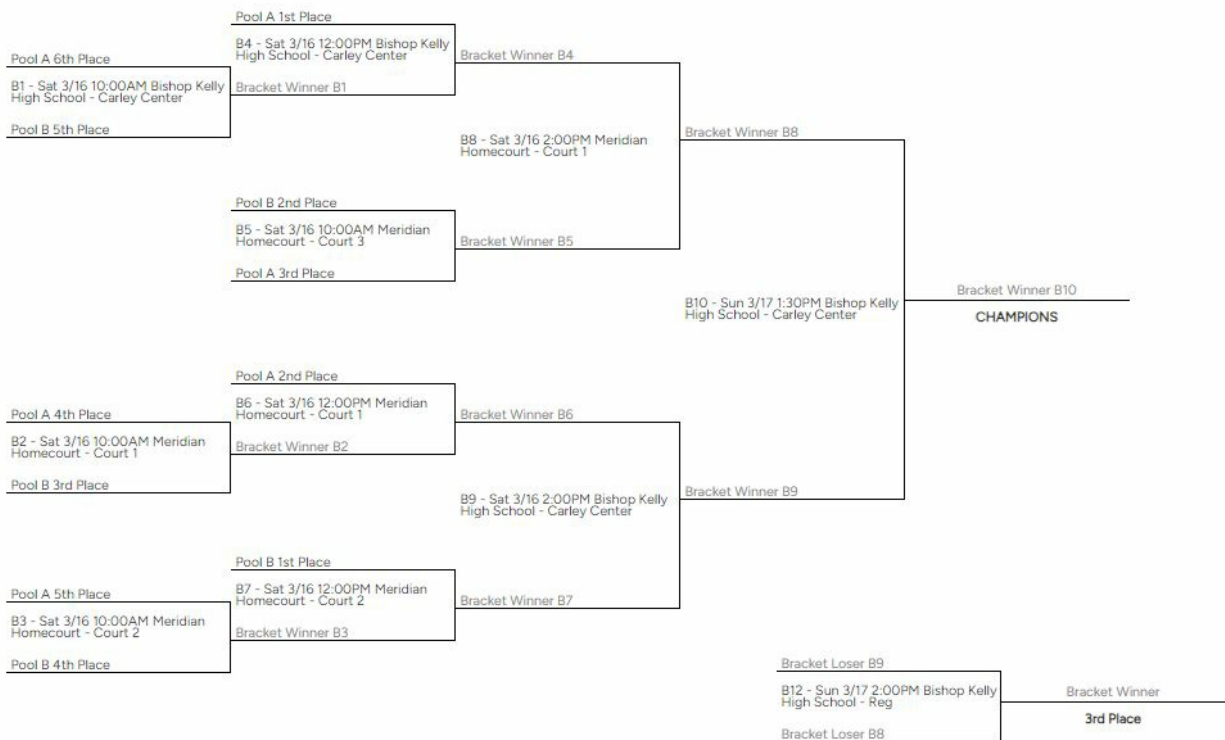 Pool A 1st Place
B4 - Sat 3/16 12:00PM Bishop Kelly
High School - Carley Center
Bracket Winner B4
Pool A 6th Place
B1 - Sat 3/16 10:00AM Bishop Kelly
High School - Carley Center
Bracket Winner B1
Pool B 5th Place
B8 - Sat 3/16 2:00PM Meridian
Homecourt - Court 1
Bracket Winner B8
Pool B 2nd Place
B5 - Sat 3/16 10:00AM Meridian
Homecourt - Court 3
Bracket Winner B5
Pool A 3rd Place
B10 - Sun 3/17 1:30PM Bishop Kelly
High School - Carley Center
Bracket Winner B10
CHAMPIONS
Pool A 2nd Place
B6 - Sat 3/16 12:00PM Meridian
Homecourt - Court 1
Bracket Winner B6
Pool A 4th Place
B2 - Sat 3/16 10:00AM Meridian
Homecourt - Court 1
Bracket Winner B2
Pool B 3rd Place
B9 - Sat 3/16 2:00PM Bishop Kelly
High School - Carley Center
Bracket Winner B9
Pool B 1st Place
B7 - Sat 3/16 12:00PM Meridian
Homecourt - Court 2
Bracket Winner B7
Pool A 5th Place
B3 - Sat 3/16 10:00AM Meridian
Homecourt - Court 2
Bracket Winner B3
Pool B 4th Place
Bracket Loser B9
B12 - Sun 3/17 2:00PM Bishop Kelly
High School - Reg
Bracket Winner
3rd Place
Bracket Loser B8